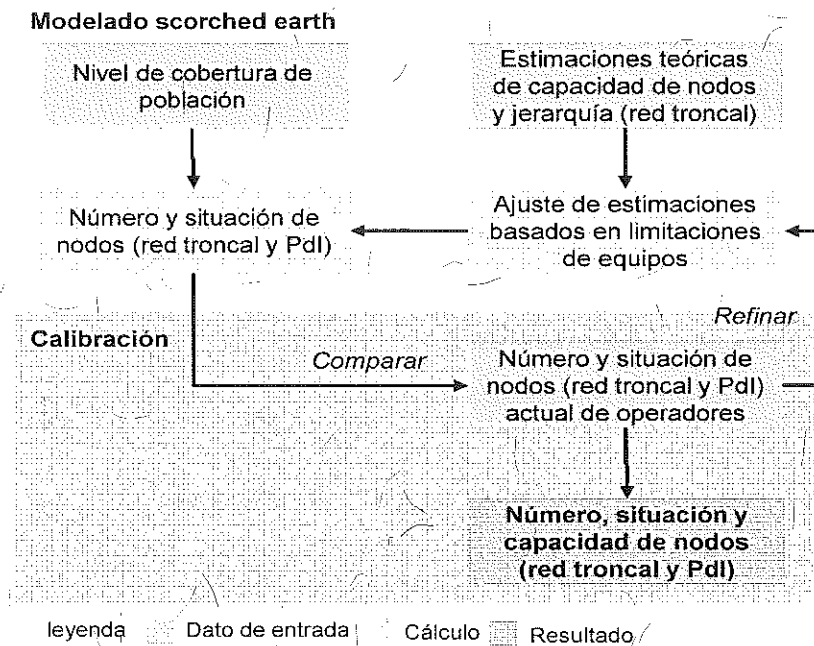 Modelado scorched earth
Nivel de cobertura de
población
Estimaciones teóricas
de capacidad de nodos
y jerarquía (red troncal)
Número y situación de
nodos (red troncal y PdI)
Ajuste de estimaciones
basados en limitaciones
de equipos
Refinar
Calibración
Comparar
Número y situación de
nodos (red troncal y PdI)
actual de operadores
Número, situación y
capacidad de nodos
(red troncal y PdI)
leyenda Dato de entrada Cálculo Resultado